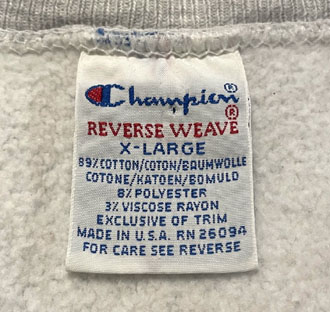 Champion®
®
REVERSE WEAVE
X-LARGE
89% COTTON/COTON/BAUMWOLLE
COTONE/KATOEN/BOMULD
8% POLYESTER
3% VISCOSE RAYON
EXCLUSIVE OF TRIM
MADE IN U.S.A. RN 26094
FOR CARE SEE REVERSE